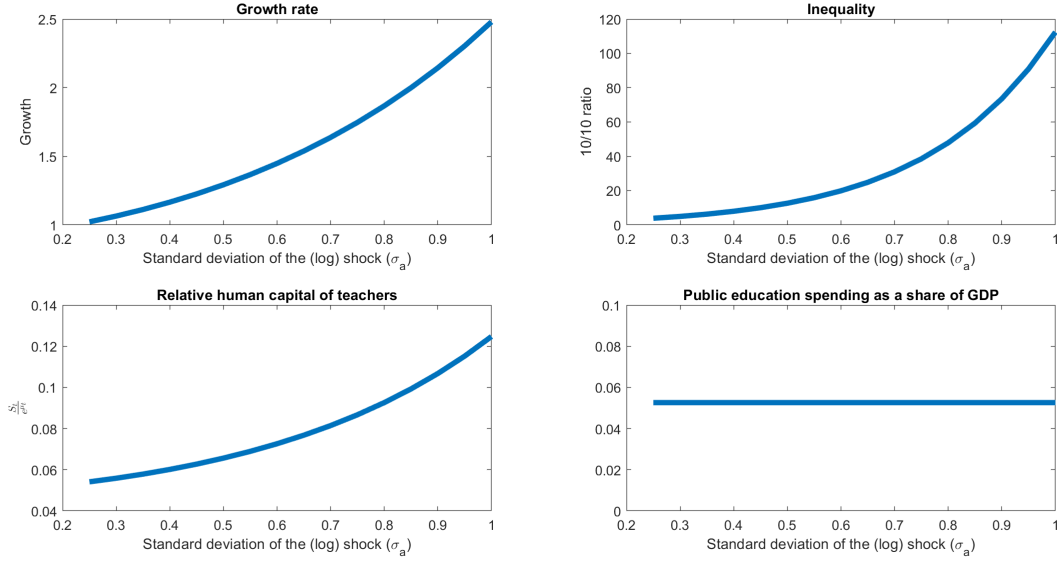 Growth rate
2.5
2
1.5
1
Growth
0.2 0.3 0.4 0.5 0.6 0.7 0.8 0.9 1
Standard deviation of the (log) shock (σa)
Inequality
120
100
80
60
40
20
0
10/10 ratio
0.2 0.3 0.4 0.5 0.6 0.7 0.8 0.9 1
Standard deviation of the (log) shock (σa)
Relative human capital of teachers
0.14
0.12
0.1
0.08
0.06
0.04
0.2 0.3 0.4 0.5 0.6 0.7 0.8 0.9 1
Standard deviation of the (log) shock (σa)
Public education spending as a share of GDP
0.1
0.08
0.06
0.04
0.02
0
0.2 0.3 0.4 0.5 0.6 0.7 0.8 0.9 1
Standard deviation of the (log) shock (σa)